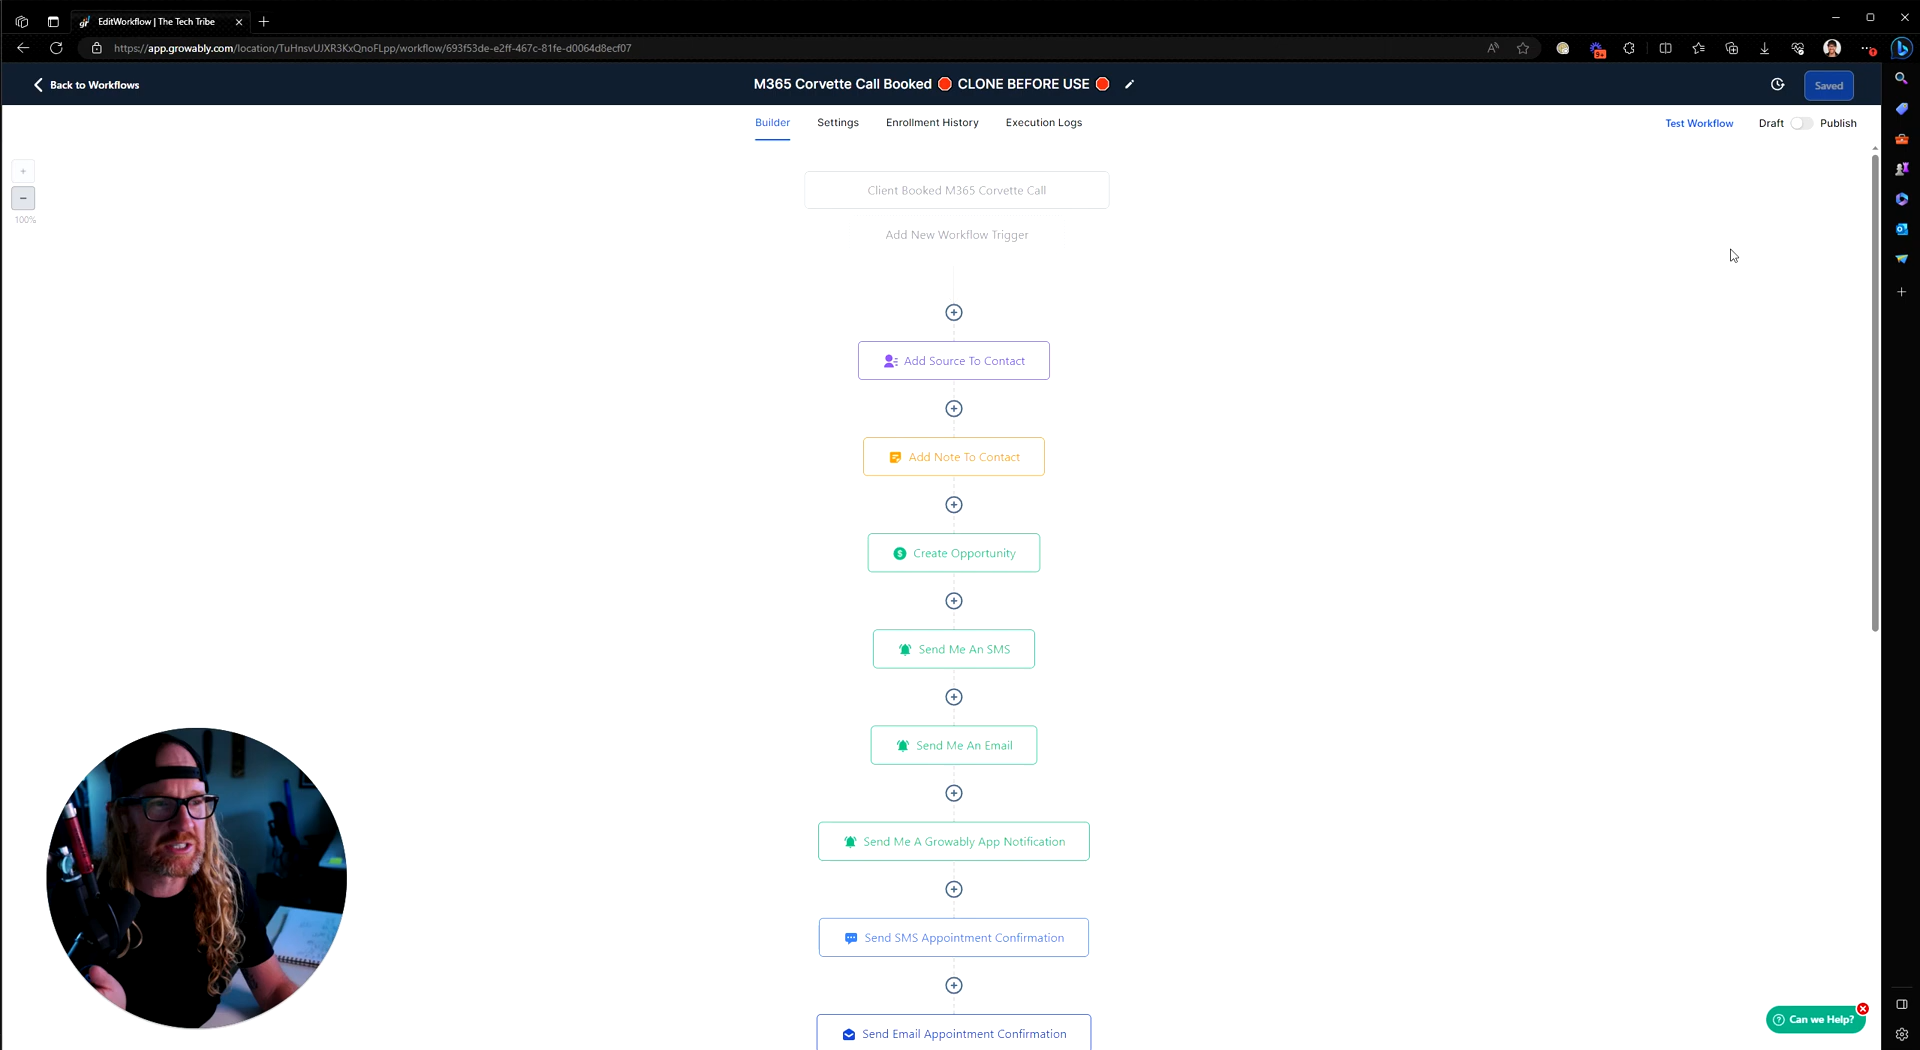 EditWorkflow | The Tech Tribe
https://app.growably.com/location/TuHnsvUJXR3KxQnoFLpp/workflow/693f53de-e2ff-467c-81fe-d0064d8ecf07
9+
Back to Workflows
M365 Corvette Call Booked 🛑 CLONE BEFORE USE 🛑
Saved
Builder
Settings
Enrollment History
Execution Logs
Test Workflow
Draft
Publish
100%
Client Booked M365 Corvette Call
Add New Workflow Trigger
Add Source To Contact
Add Note To Contact
Create Opportunity
Send Me An SMS
Send Me An Email
Send Me A Growably App Notification
Send SMS Appointment Confirmation
Send Email Appointment Confirmation
Can we Help?